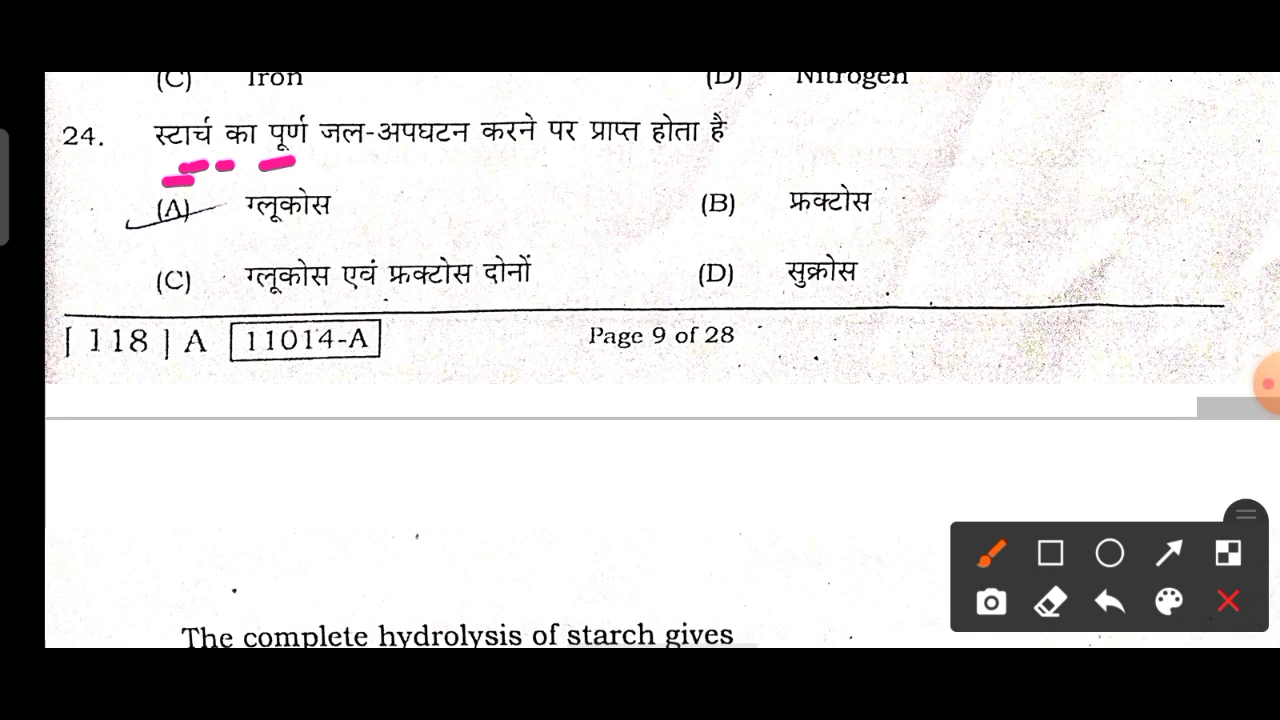 (C) Iron (D) Nitrogen
24. स्टार्च का पूर्ण जल-अपघटन करने पर प्राप्त होता है
(A) ग्लूकोस (B) फ्रक्टोस
(C) ग्लूकोस एवं फ्रक्टोस दोनों (D) सुक्रोस
[ 118 ] A 11014-A Page 9 of 28
The complete hydrolysis of starch gives